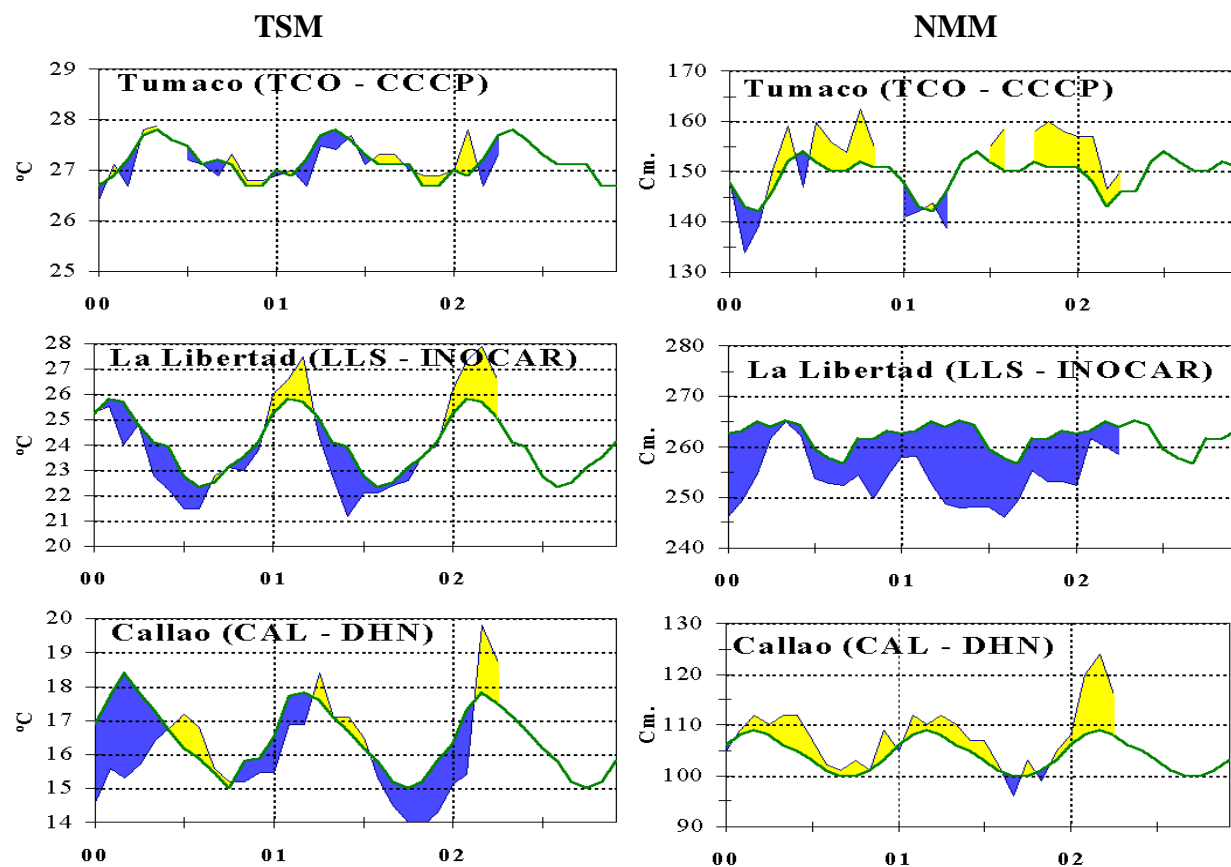 TSM
NMM
Tumaco (TCO - CCCP)
ºC
29
28
27
26
25
00 01 02
Tumaco (TCO - CCCP)
Cm.
170
160
150
140
130
00 01 02
La Libertad (LLS - INOCAR)
ºC
28
27
26
25
24
23
22
21
20
00 01 02
La Libertad (LLS - INOCAR)
Cm.
280
270
260
250
240
00 01 02
Callao (CAL - DHN)
ºC
20
19
18
17
16
15
14
00 01 02
Callao (CAL - DHN)
Cm.
130
120
110
100
90
00 01 02